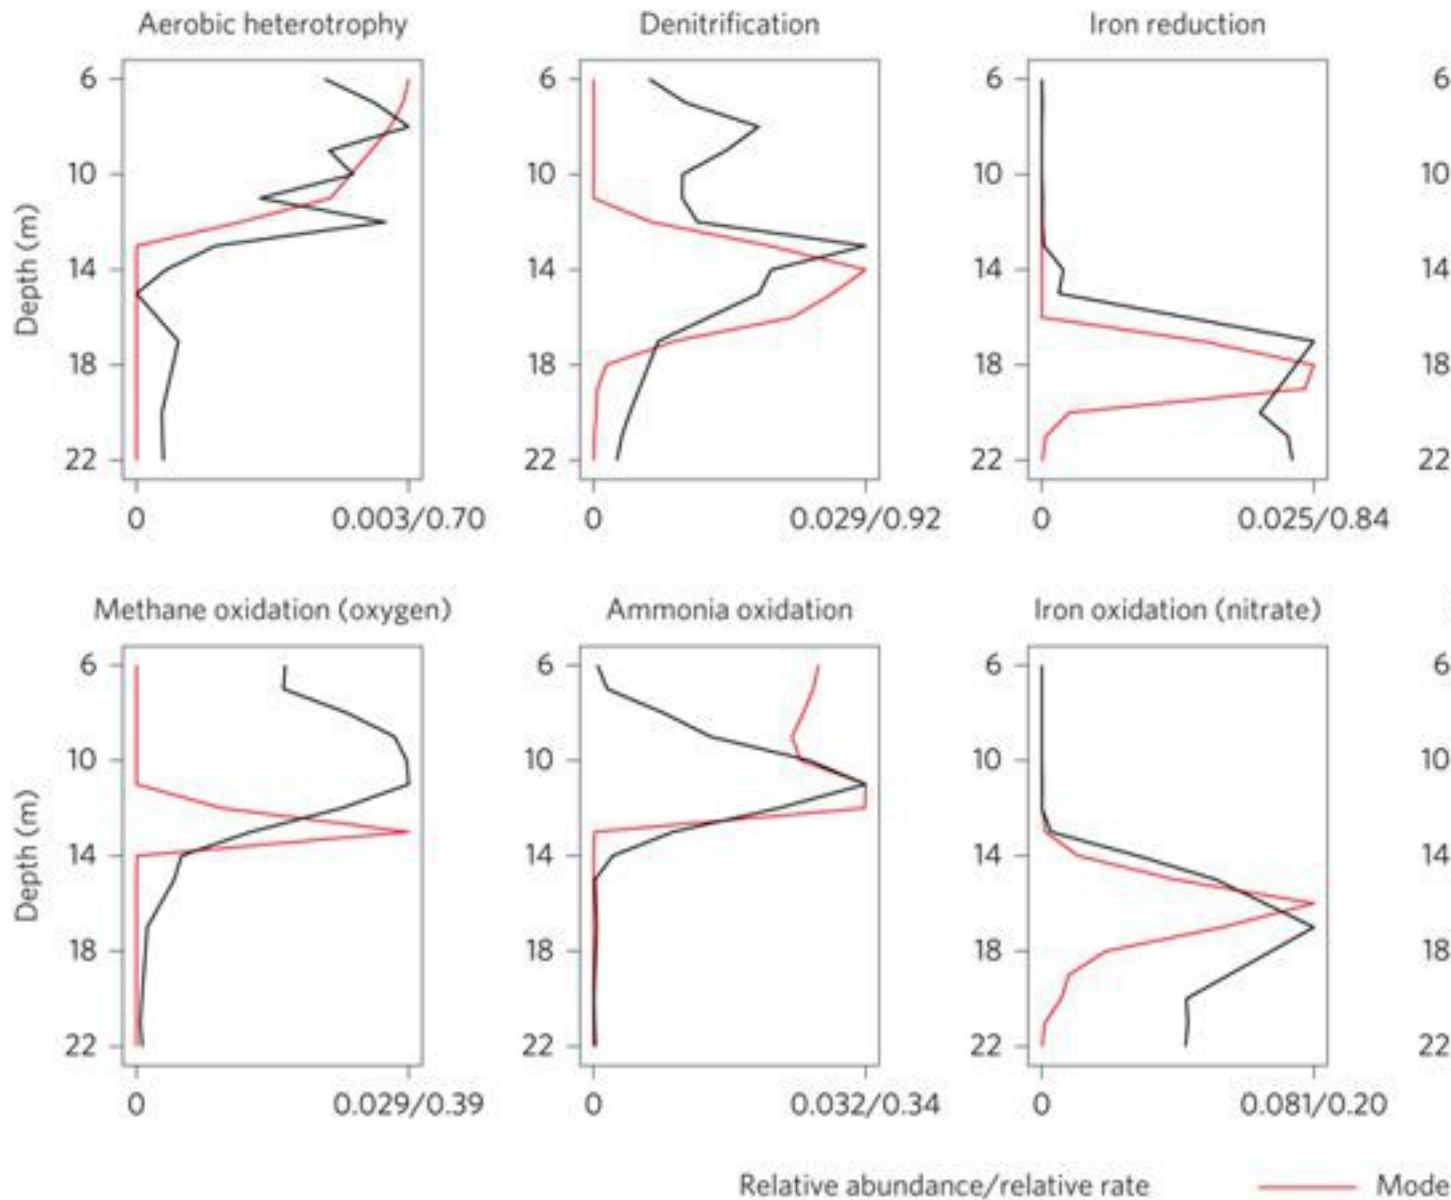 Aerobic heterotrophy Denitrification Iron reduction
6 6 6 6
10 10 10 10
14 14 14 14
18 18 18 18
22 22 22 22
Depth (m)
0 0.003/0.70 0 0.029/0.92 0 0.025/0.84
Methane oxidation (oxygen) Ammonia oxidation Iron oxidation (nitrate)
6 6 6 6
10 10 10 10
14 14 14 14
18 18 18 18
22 22 22 22
Depth (m)
0 0.029/0.39 0 0.032/0.34 0 0.081/0.20
Relative abundance/relative rate Mode